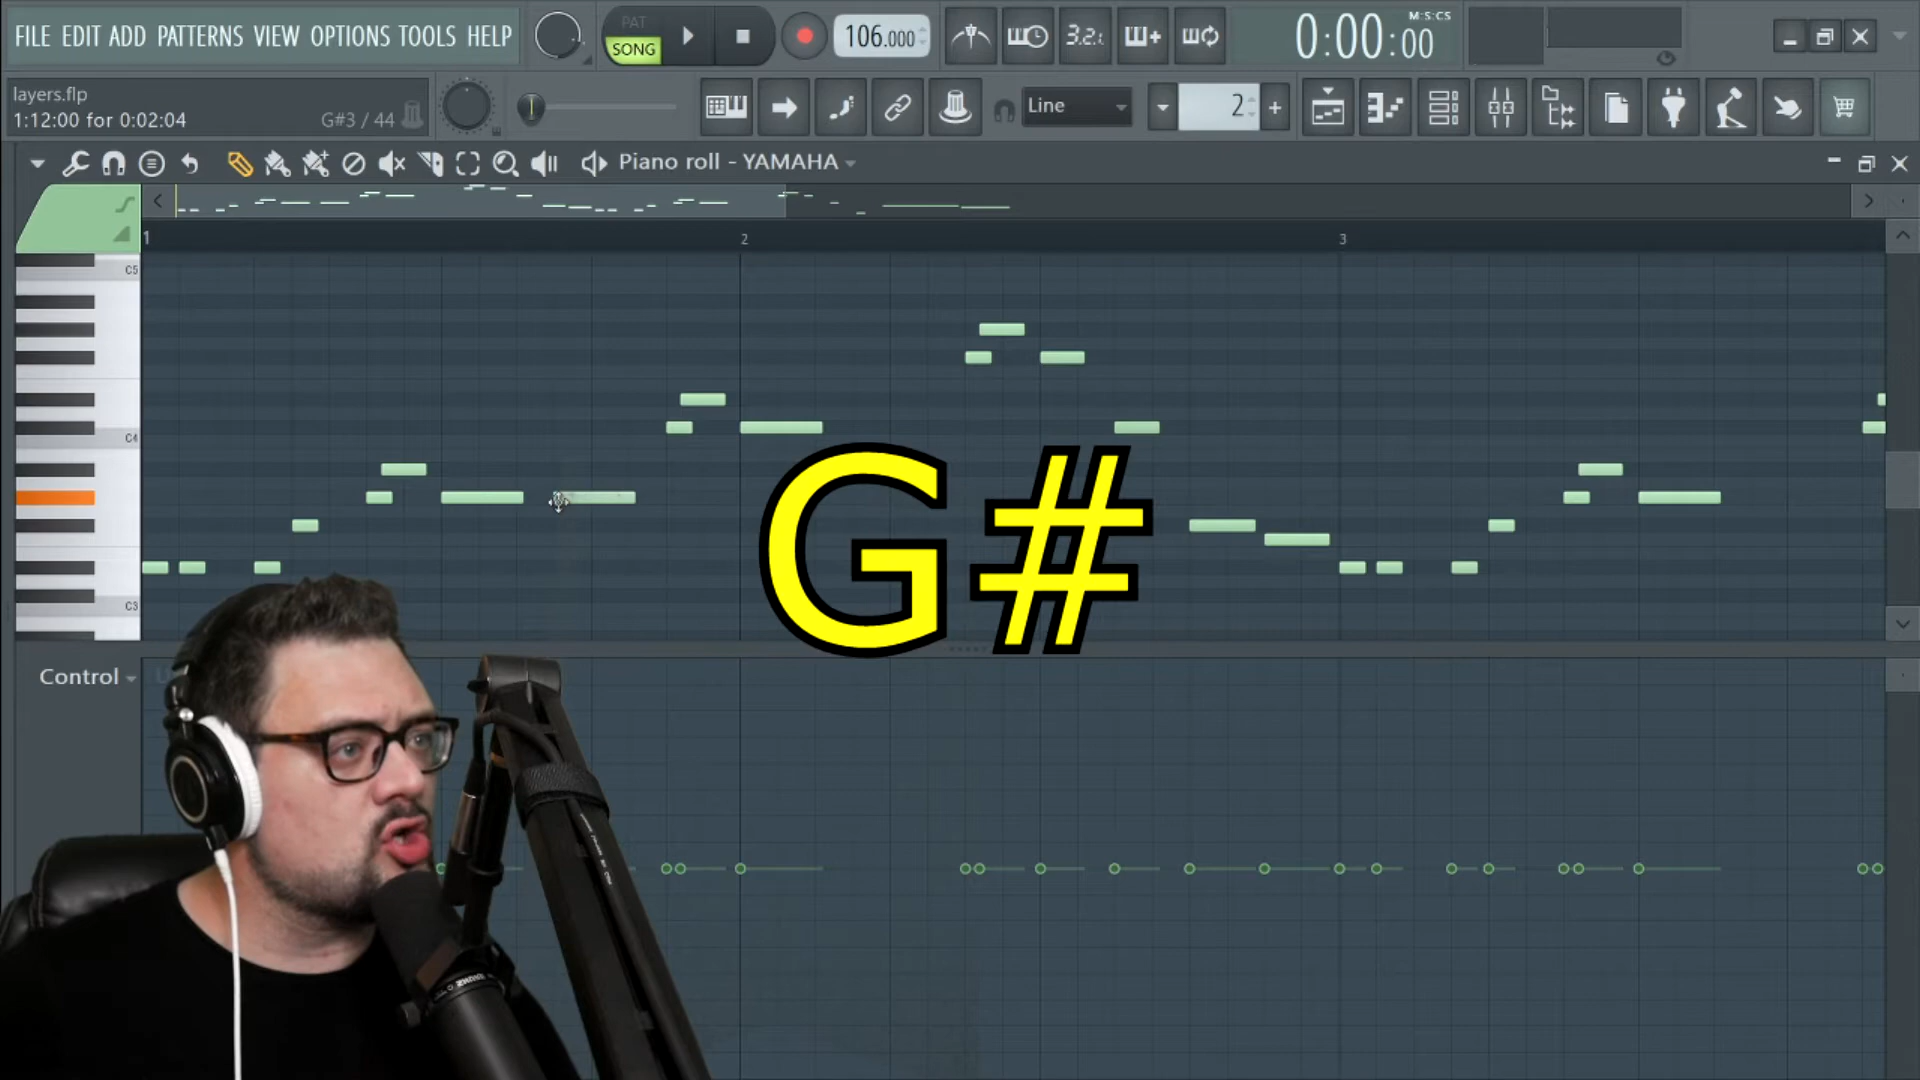 FILE EDIT ADD PATTERNS VIEW OPTIONS TOOLS HELP
PAT
SONG
106.000
3.2.
0:00:00
M:S:CS
layers.flp
1:12:00 for 0:02:04
G#3 / 44
Line
2
Piano roll - YAMAHA
1 2 3
C5
C4
C3
G#
Control